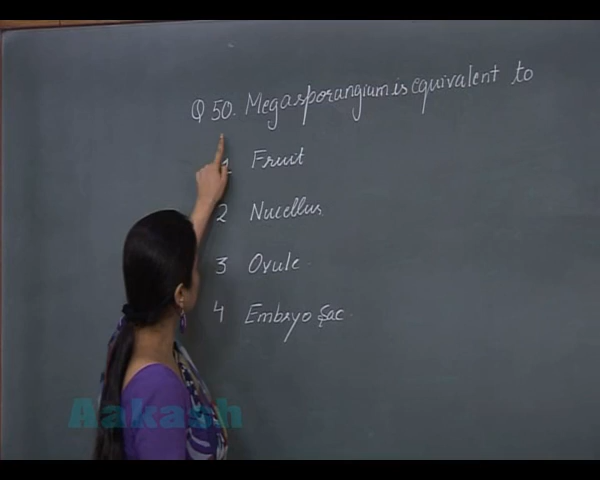 Q 50. Megasporangium is equivalent to
1 Fruit
2 Nucellus
3 Ovule
4 Embryo Sac
Aakash